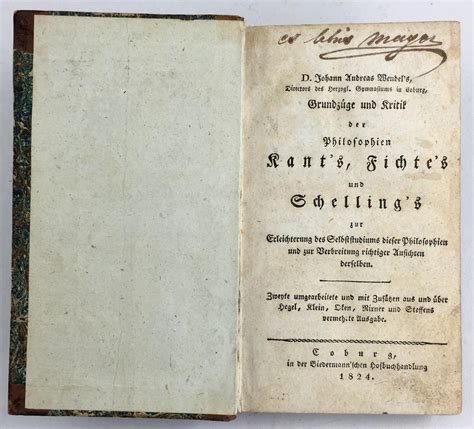 ex libris mayer
D. Johann Andreas Wendel's,
Directors des Herzogl. Gymnasiums in Coburg,
Grundzüge und Kritik
der
Philosophien
Kant's, Fichte's
und
Schelling's
zur
Erleichterung des Selbststudiums dieser Philosophien
und zur Verbreitung richtiger Ansichten
derselben.
Zweyte umgearbeitete und mit Zusätzen aus und über
Hegel, Klein, Oken, Rixner und Steffens
vermehrte Ausgabe.
Coburg,
in der Biedermann'schen Hofbuchhandlung
1824.